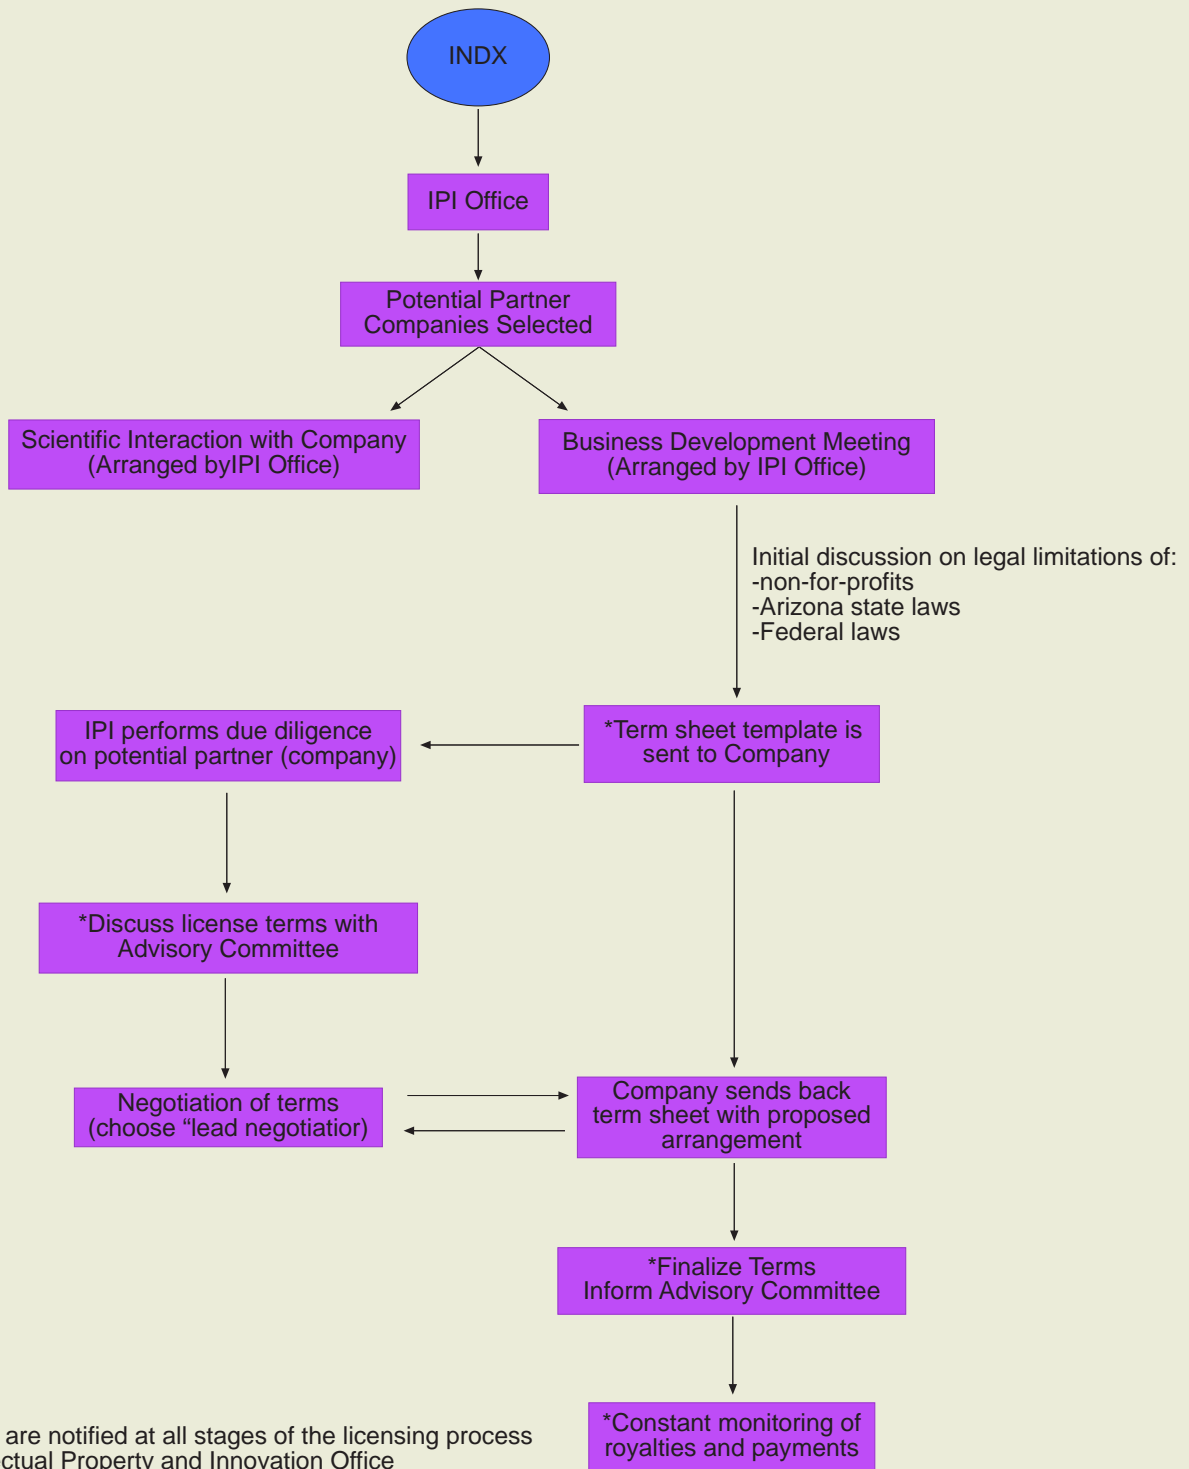 INDX
IPI Office
Potential Partner
Companies Selected
Scientific Interaction with Company
(Arranged byIPI Office)
Business Development Meeting
(Arranged by IPI Office)
Initial discussion on legal limitations of:
-non-for-profits
-Arizona state laws
-Federal laws
IPI performs due diligence
on potential partner (company)
*Term sheet template is
sent to Company
*Discuss license terms with
Advisory Committee
Negotiation of terms
(choose “lead negotiatior)
Company sends back
term sheet with proposed
arrangement
*Finalize Terms
Inform Advisory Committee
*Constant monitoring of
royalties and payments
are notified at all stages of the licensing process
ectual Property and Innovation Office